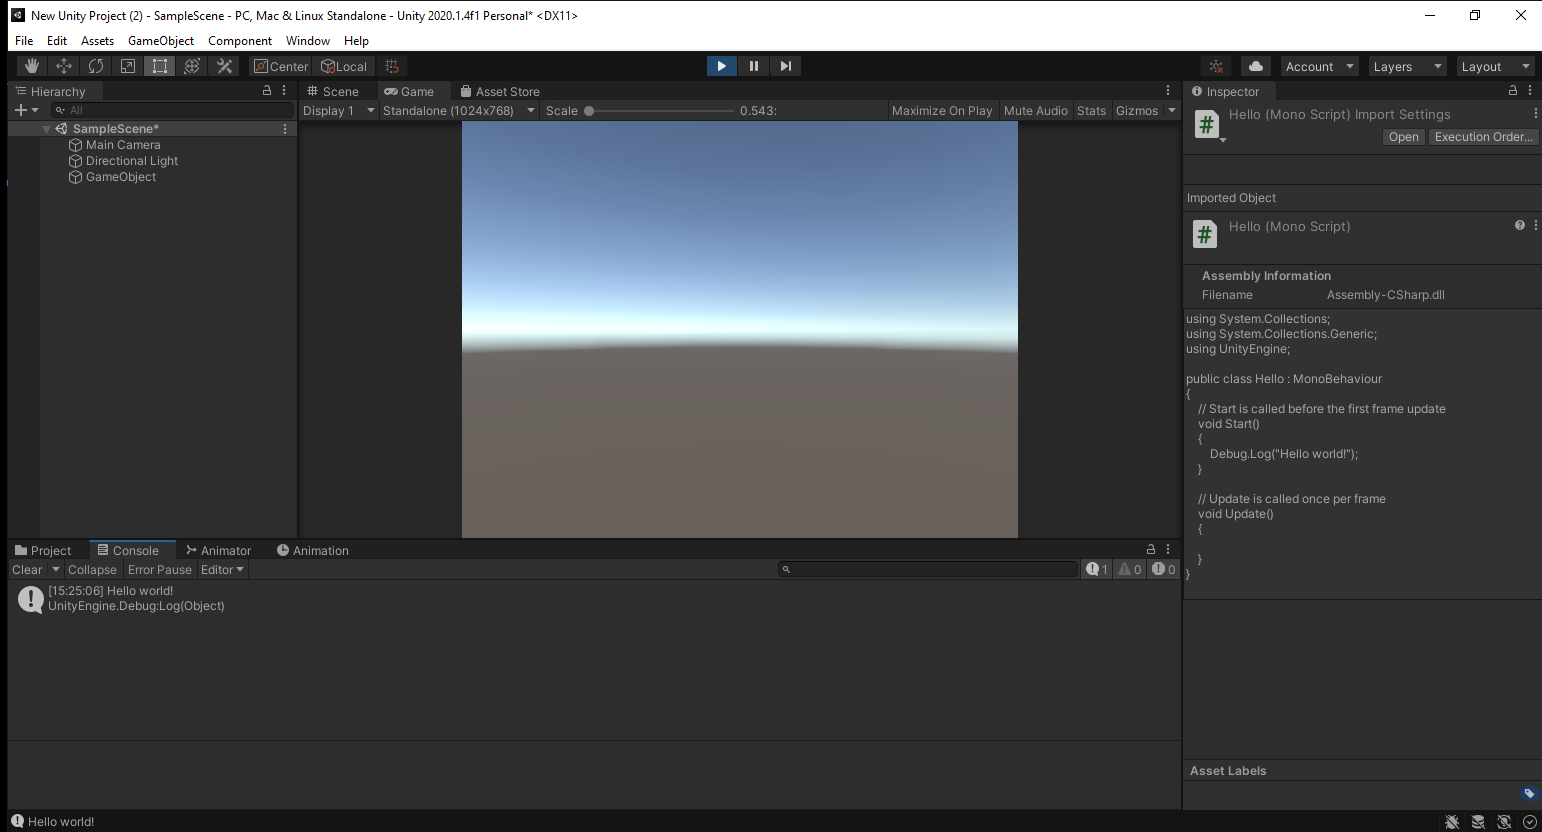 New Unity Project (2) - SampleScene - PC, Mac & Linux Standalone - Unity 2020.1.4f1 Personal* <DX11>
File Edit Assets GameObject Component Window Help
Center Local Account Layers Layout
Hierarchy
All
SampleScene*
Main Camera
Directional Light
GameObject
Scene Game Asset Store
Display 1 Standalone (1024x768) Scale 0.543: Maximize On Play Mute Audio Stats Gizmos
Inspector
Hello (Mono Script) Import Settings
Open Execution Order...
Imported Object
Hello (Mono Script)
Assembly Information
Filename Assembly-CSharp.dll
using System.Collections;
using System.Collections.Generic;
using UnityEngine;
public class Hello : MonoBehaviour
{
// Start is called before the first frame update
void Start()
{
Debug.Log("Hello world!");
}
// Update is called once per frame
void Update()
{
}
}
Asset Labels
Project Console Animator Animation
Clear Collapse Error Pause Editor 1 0 0
[15:25:06] Hello world!
UnityEngine.Debug:Log(Object)
Hello world!